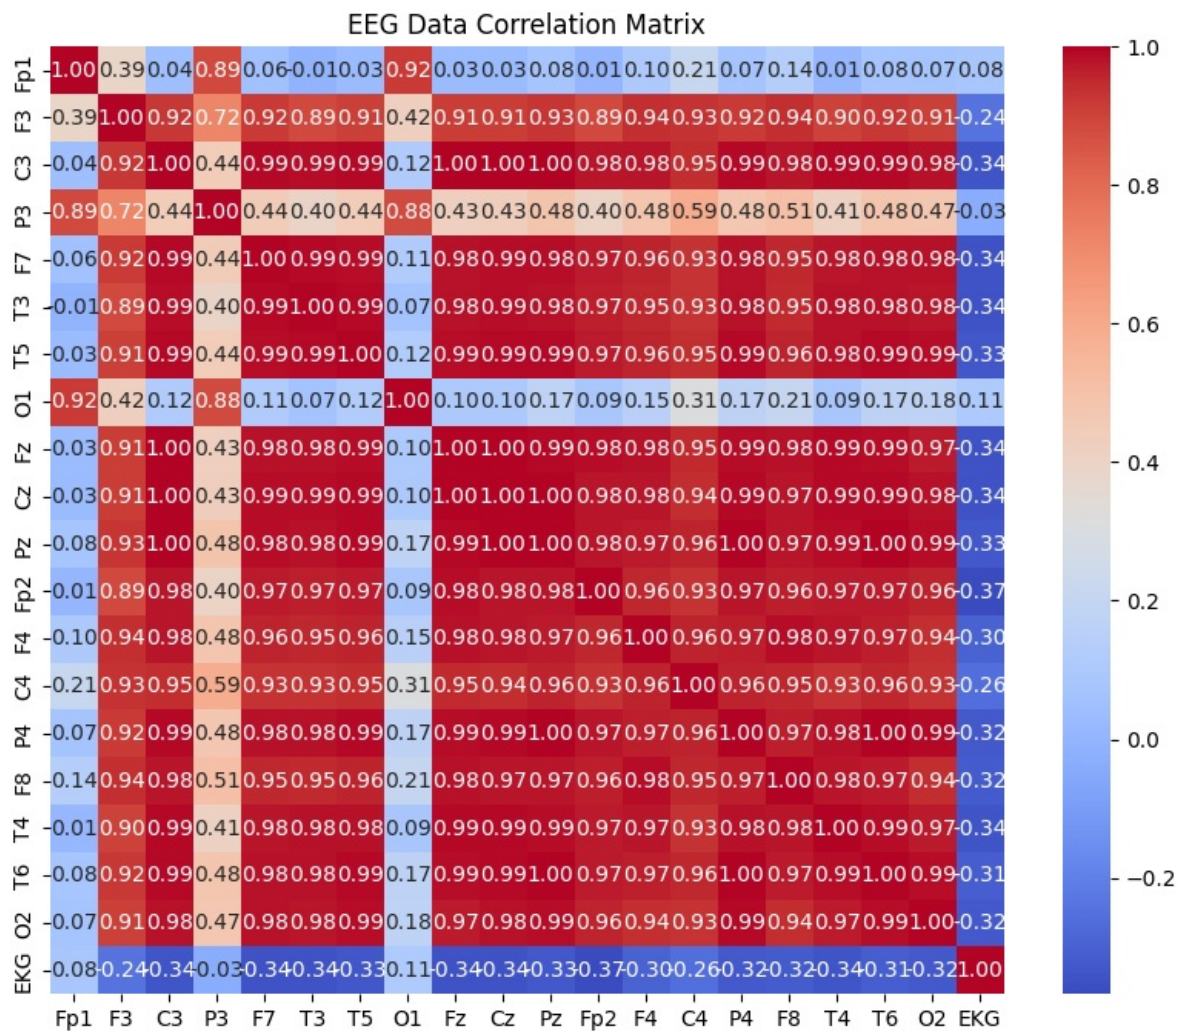 EEG Data Correlation Matrix
Fp1 1.00 0.39 0.04 0.89 0.06 -0.01 0.03 0.92 0.03 0.03 0.08 0.01 0.10 0.21 0.07 0.14 0.01 0.08 0.07 0.08
F3 0.39 1.00 0.92 0.72 0.92 0.89 0.91 0.42 0.91 0.91 0.93 0.89 0.94 0.93 0.92 0.94 0.90 0.92 0.91 -0.24
C3 0.04 0.92 1.00 0.44 0.99 0.99 0.99 0.12 1.00 1.00 1.00 0.98 0.98 0.95 0.99 0.98 0.99 0.99 0.98 -0.34
P3 0.89 0.72 0.44 1.00 0.44 0.40 0.44 0.88 0.43 0.43 0.48 0.40 0.48 0.59 0.48 0.51 0.41 0.48 0.47 -0.03
F7 0.06 0.92 0.99 0.44 1.00 0.99 0.99 0.11 0.98 0.99 0.98 0.97 0.96 0.93 0.98 0.95 0.98 0.98 0.98 -0.34
T3 -0.01 0.89 0.99 0.40 0.99 1.00 0.99 0.07 0.98 0.99 0.98 0.97 0.95 0.93 0.98 0.95 0.98 0.98 0.98 -0.34
T5 0.03 0.91 0.99 0.44 0.99 0.99 1.00 0.12 0.99 0.99 0.99 0.97 0.96 0.95 0.99 0.96 0.98 0.99 0.99 -0.33
O1 0.92 0.42 0.12 0.88 0.11 0.07 0.12 1.00 0.10 0.10 0.17 0.09 0.15 0.31 0.17 0.21 0.09 0.17 0.18 0.11
Fz 0.03 0.91 1.00 0.43 0.98 0.98 0.99 0.10 1.00 1.00 0.99 0.98 0.98 0.95 0.99 0.98 0.99 0.99 0.97 -0.34
Cz 0.03 0.91 1.00 0.43 0.99 0.99 0.99 0.10 1.00 1.00 1.00 0.98 0.98 0.94 0.99 0.97 0.99 0.99 0.98 -0.34
Pz 0.08 0.93 1.00 0.48 0.98 0.98 0.99 0.17 0.99 1.00 1.00 0.98 0.97 0.96 1.00 0.97 0.99 1.00 0.99 -0.33
Fp2 0.01 0.89 0.98 0.40 0.97 0.97 0.97 0.09 0.98 0.98 0.98 1.00 0.96 0.93 0.97 0.96 0.97 0.97 0.96 -0.37
F4 0.10 0.94 0.98 0.48 0.96 0.95 0.96 0.15 0.98 0.98 0.97 0.96 1.00 0.96 0.97 0.98 0.97 0.97 0.94 -0.30
C4 0.21 0.93 0.95 0.59 0.93 0.93 0.95 0.31 0.95 0.94 0.96 0.93 0.96 1.00 0.96 0.95 0.93 0.96 0.93 -0.26
P4 0.07 0.92 0.99 0.48 0.98 0.98 0.99 0.17 0.99 0.99 1.00 0.97 0.97 0.96 1.00 0.97 0.98 1.00 0.99 -0.32
F8 0.14 0.94 0.98 0.51 0.95 0.95 0.96 0.21 0.98 0.97 0.97 0.96 0.98 0.95 0.97 1.00 0.98 0.97 0.94 -0.32
T4 0.01 0.90 0.99 0.41 0.98 0.98 0.98 0.09 0.99 0.99 0.99 0.97 0.97 0.93 0.98 0.98 1.00 0.99 0.97 -0.34
T6 0.08 0.92 0.99 0.48 0.98 0.98 0.99 0.17 0.99 0.99 1.00 0.97 0.97 0.96 1.00 0.97 0.99 1.00 0.99 -0.31
O2 0.07 0.91 0.98 0.47 0.98 0.98 0.99 0.18 0.97 0.98 0.99 0.96 0.94 0.93 0.99 0.94 0.97 0.99 1.00 -0.32
EKG 0.08 -0.24 -0.34 -0.03 -0.34 -0.34 -0.33 0.11 -0.34 -0.34 -0.33 -0.37 -0.30 -0.26 -0.32 -0.32 -0.34 -0.31 -0.32 1.00
Fp1 F3 C3 P3 F7 T3 T5 O1 Fz Cz Pz Fp2 F4 C4 P4 F8 T4 T6 O2 EKG
1.0
0.8
0.6
0.4
0.2
0.0
−0.2